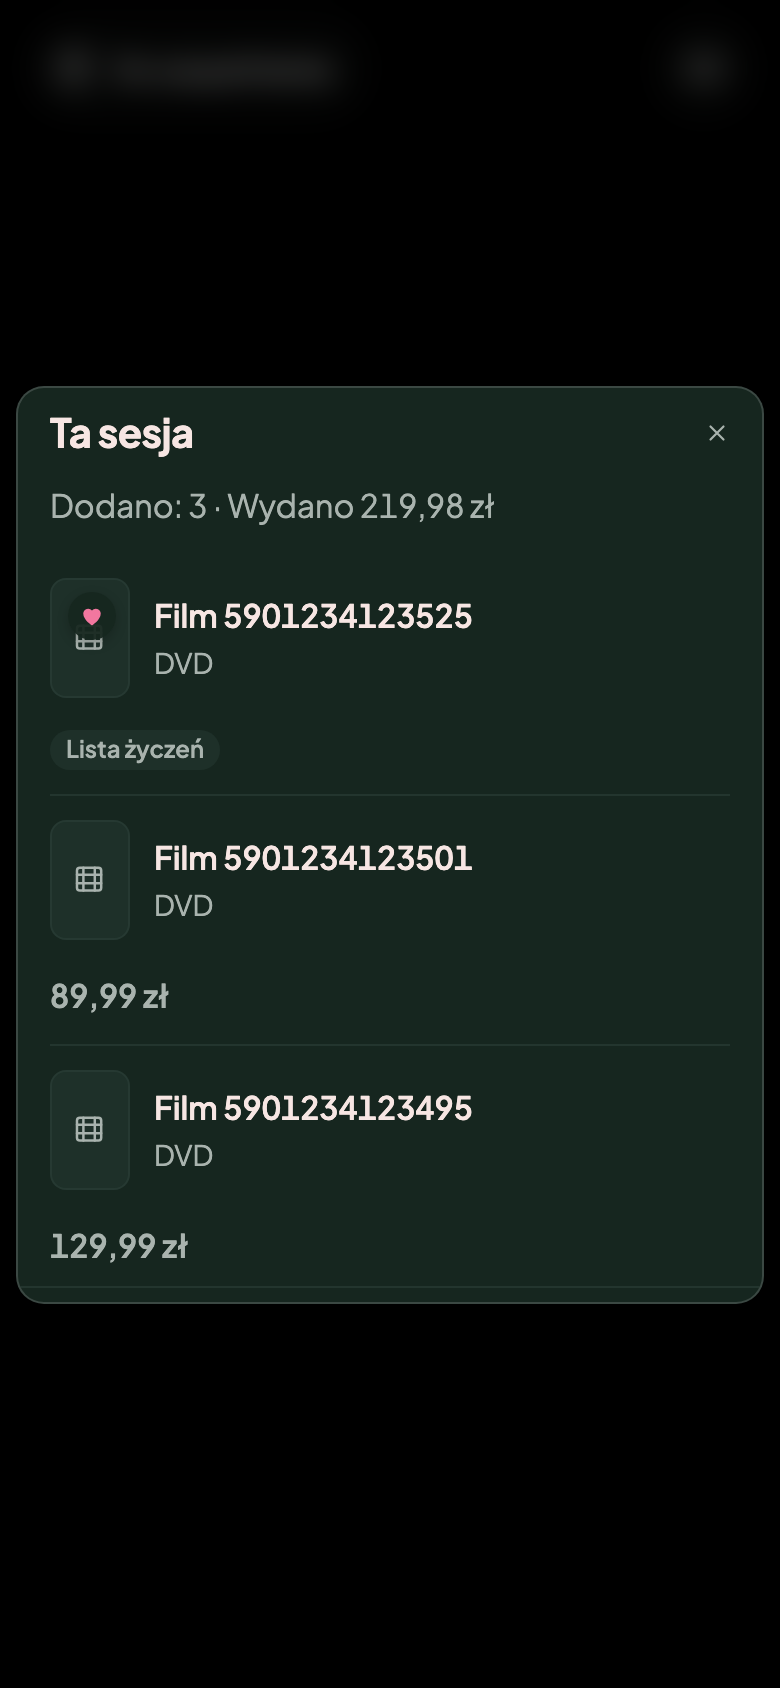 Ta sesja
Dodano: 3 · Wydano 219,98 zł
Film 5901234123525
DVD
Lista życzeń
Film 5901234123501
DVD
89,99 zł
Film 5901234123495
DVD
129,99 zł